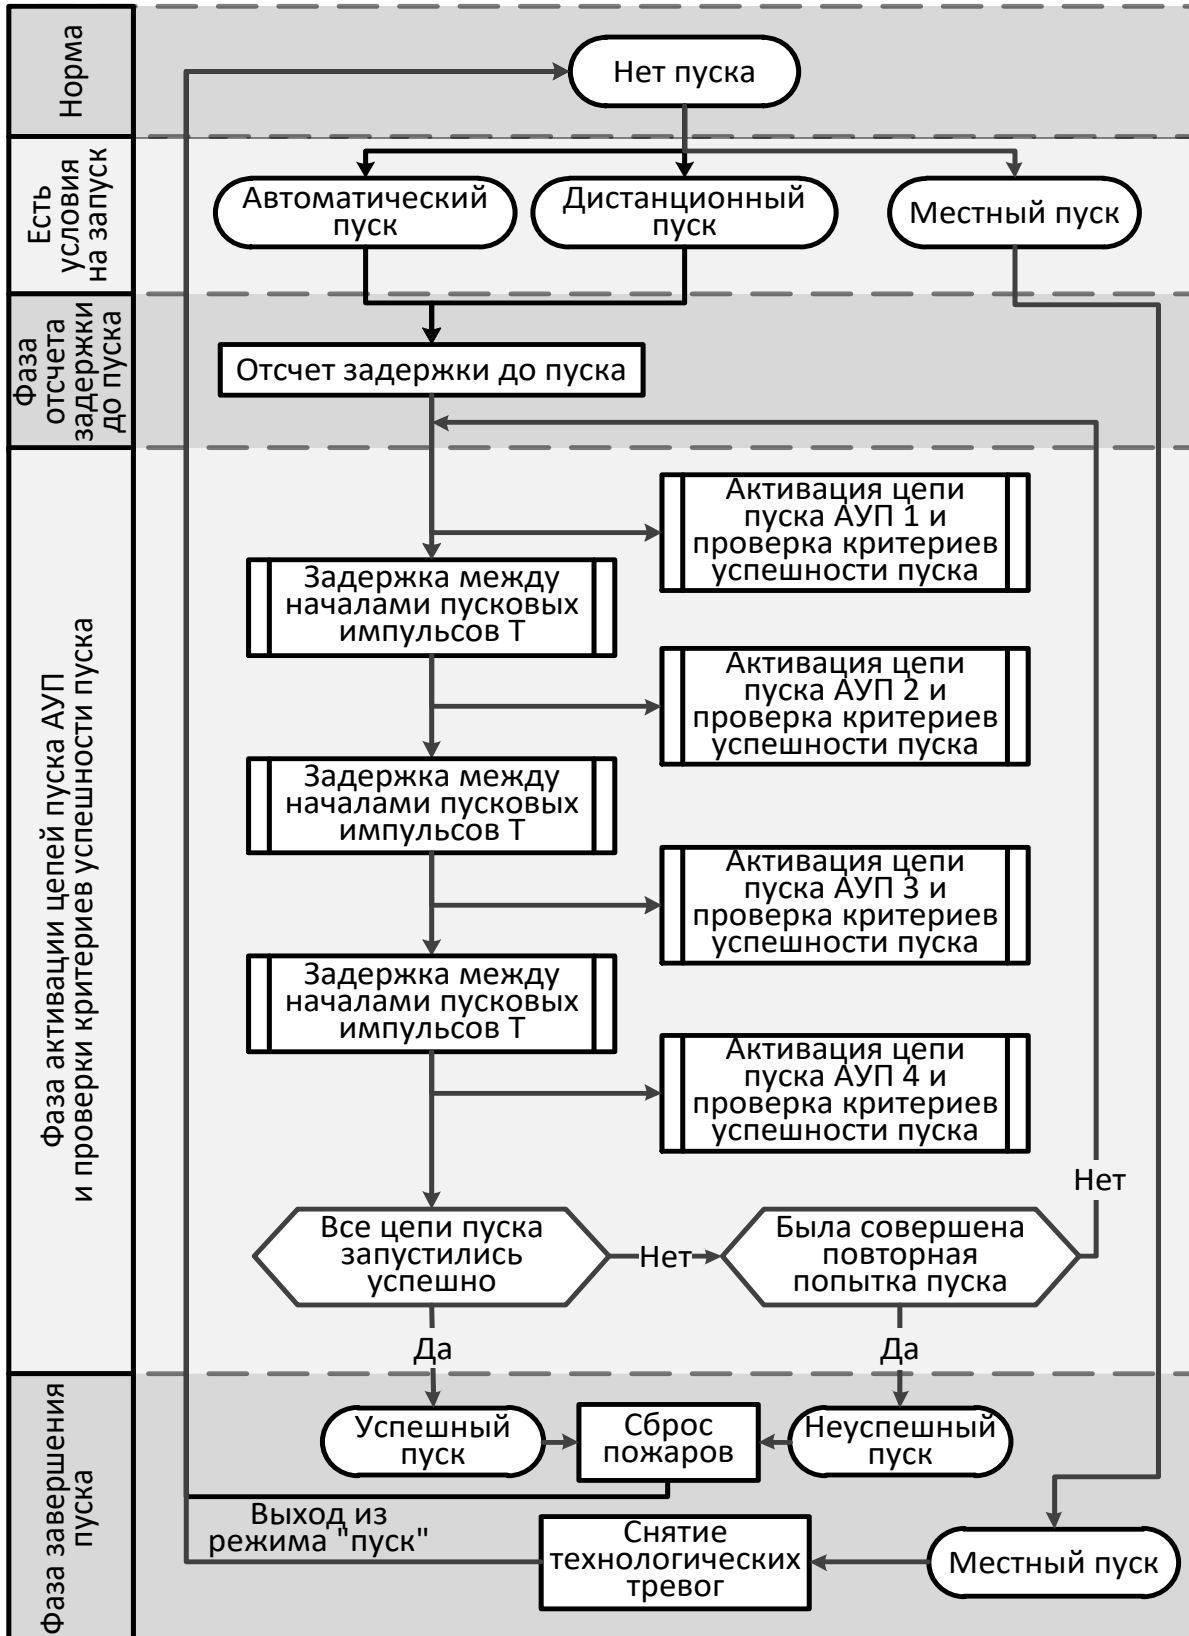 Норма
Нет пуска
Есть
условия
на запуск
Автоматический
пуск
Дистанционный
пуск
Местный пуск
Фаза
отсчета
задержки
до пуска
Отсчет задержки до пуска
Фаза активации цепей пуска АУП
и проверки критериев успешности пуска
Активация цепи
пуска АУП 1 и
проверка критериев
успешности пуска
Задержка между
началами пусковых
импульсов Т
Активация цепи
пуска АУП 2 и
проверка критериев
успешности пуска
Задержка между
началами пусковых
импульсов Т
Активация цепи
пуска АУП 3 и
проверка критериев
успешности пуска
Задержка между
началами пусковых
импульсов Т
Активация цепи
пуска АУП 4 и
проверка критериев
успешности пуска
Нет
Все цепи пуска
запустились
успешно
Нет
Была совершена
повторная
попытка пуска
Да
Да
Фаза завершения
пуска
Успешный
пуск
Сброс
пожаров
Неуспешный
пуск
Выход из
режима "пуск"
Снятие
технологических
тревог
Местный пуск